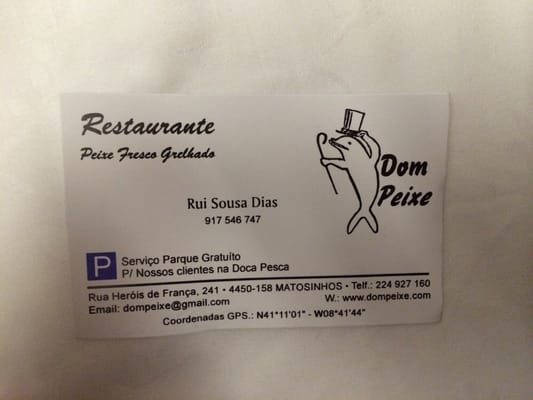 Restaurante
Peixe Fresco Grelhado
Dom
Peixe
Rui Sousa Dias
917 546 747
P
Serviço Parque Gratuíto
P/ Nossos clientes na Doca Pesca
Rua Heróis de França, 241 • 4450-158 MATOSINHOS • Telf.: 224 927 160
Email: dompeixe@gmail.com W.: www.dompeixe.com
Coordenadas GPS.: N41°11'01" - W08°41'44"